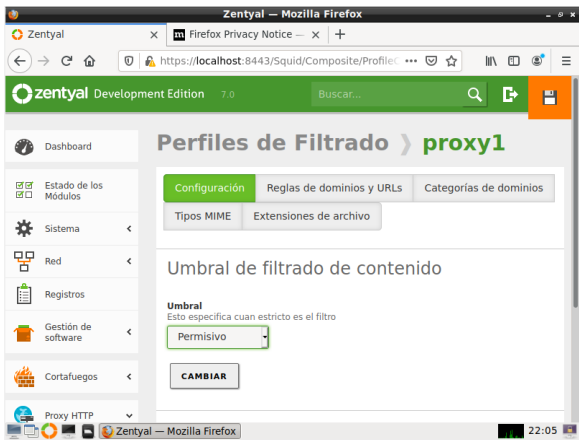 Zentyal — Mozilla Firefox
Zentyal
Firefox Privacy Notice —
https://localhost:8443/Squid/Composite/ProfileC
zentyal Development Edition 7.0
Buscar...
Perfiles de Filtrado
proxy1
Dashboard
Estado de los
Módulos
Sistema
Red
Registros
Gestión de
software
Cortafuegos
Proxy HTTP
Configuración
Reglas de dominios y URLs
Categorías de dominios
Tipos MIME
Extensiones de archivo
Umbral de filtrado de contenido
Umbral
Esto especifica cuan estricto es el filtro
Permisivo
CAMBIAR
Zentyal — Mozilla Firefox
22:05